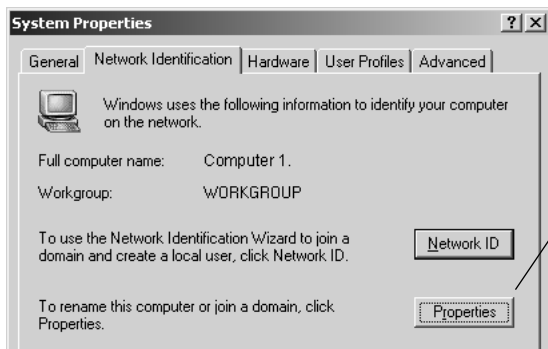 System Properties
General Network Identification Hardware User Profiles Advanced
Windows uses the following information to identify your computer
on the network.
Full computer name: Computer 1.
Workgroup: WORKGROUP
To use the Network Identification Wizard to join a
domain and create a local user, click Network ID.
Network ID
To rename this computer or join a domain, click
Properties.
Properties